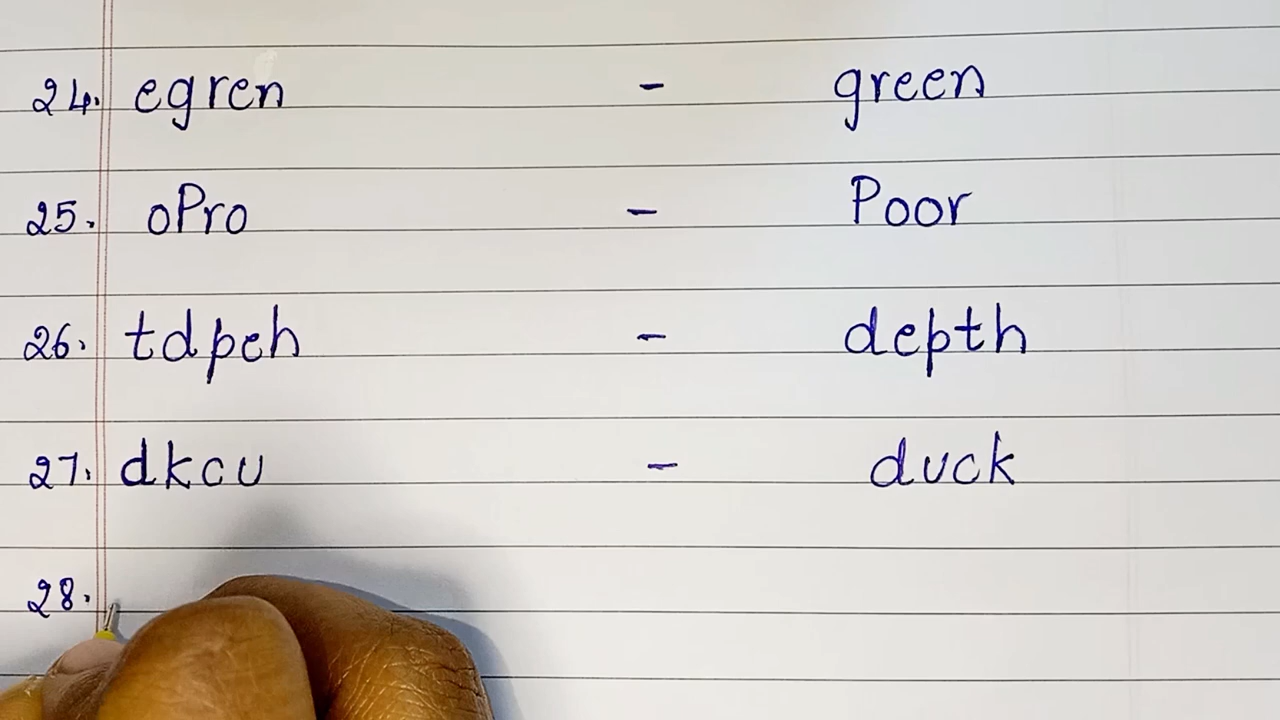 24. egren - green
25. oPro - Poor
26. tdpeh - depth
27. dkcu - duck
28.